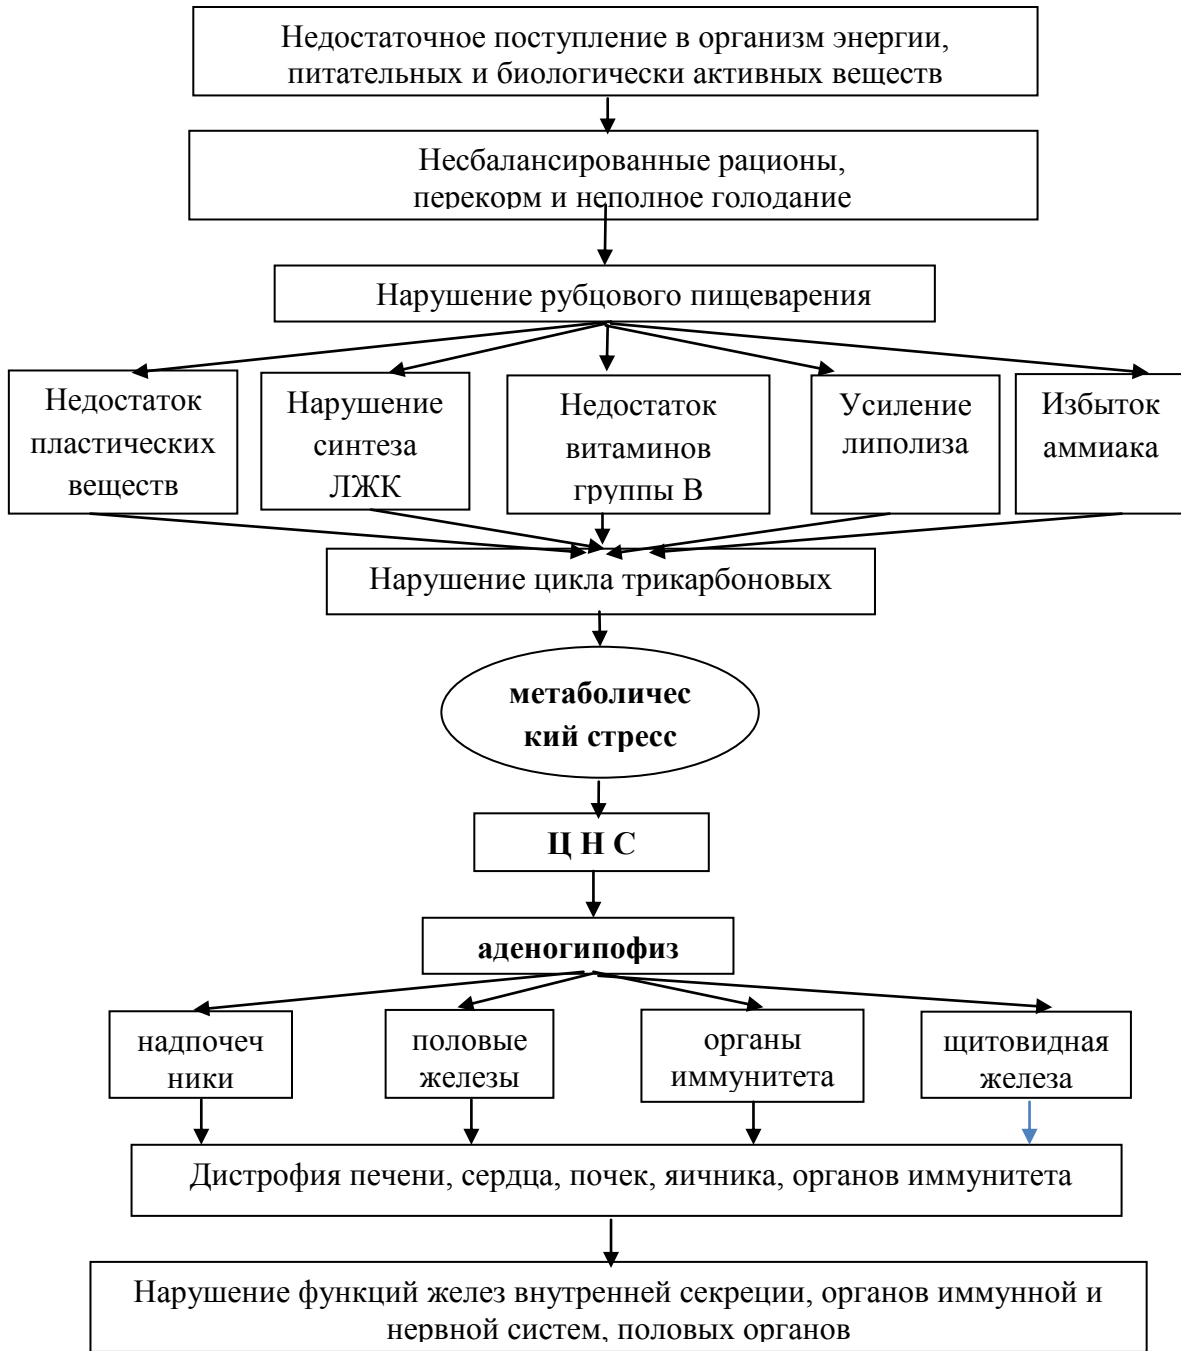 Недостаточное поступление в организм энергии,
питательных и биологически активных веществ
Несбалансированные рационы,
перекорм и неполное голодание
Нарушение рубцового пищеварения
Недостаток
пластических
веществ
Нарушение
синтеза
ЛЖК
Недостаток
витаминов
группы В
Усиление
липолиза
Избыток
аммиака
Нарушение цикла трикарбоновых
метаболичес
кий стресс
Ц Н С
аденогипофиз
надпочеч
ники
половые
железы
органы
иммунитета
щитовидная
железа
Дистрофия печени, сердца, почек, яичника, органов иммунитета
Нарушение функций желез внутренней секреции, органов иммунной и
нервной систем, половых органов